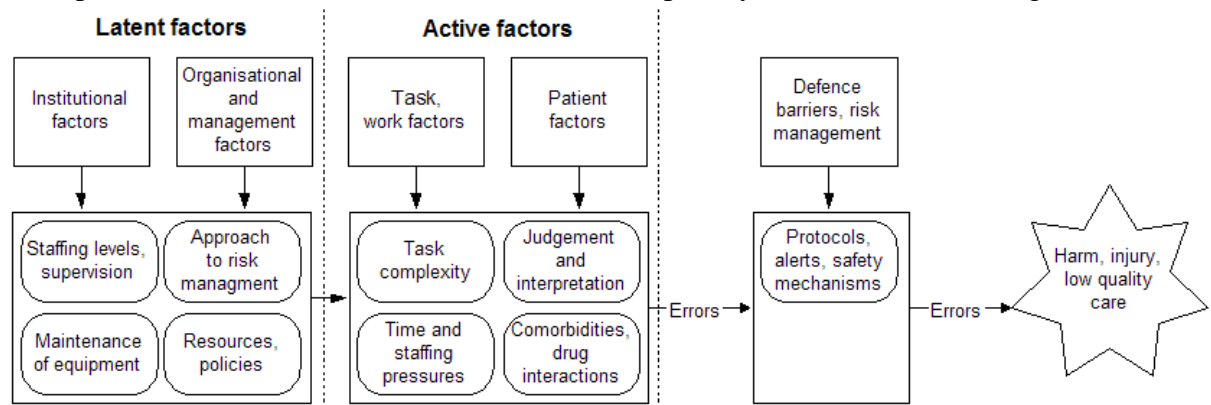 Latent factors
Active factors
Institutional
factors
Organisational
and
management
factors
Task,
work factors
Patient
factors
Defence
barriers, risk
management
Staffing levels,
supervision
Approach
to risk
managment
Maintenance
of equipment
Resources,
policies
Task
complexity
Judgement
and
interpretation
Time and
staffing
pressures
Comorbidities,
drug
interactions
Errors
Protocols,
alerts, safety
mechanisms
Errors
Harm, injury,
low quality
care